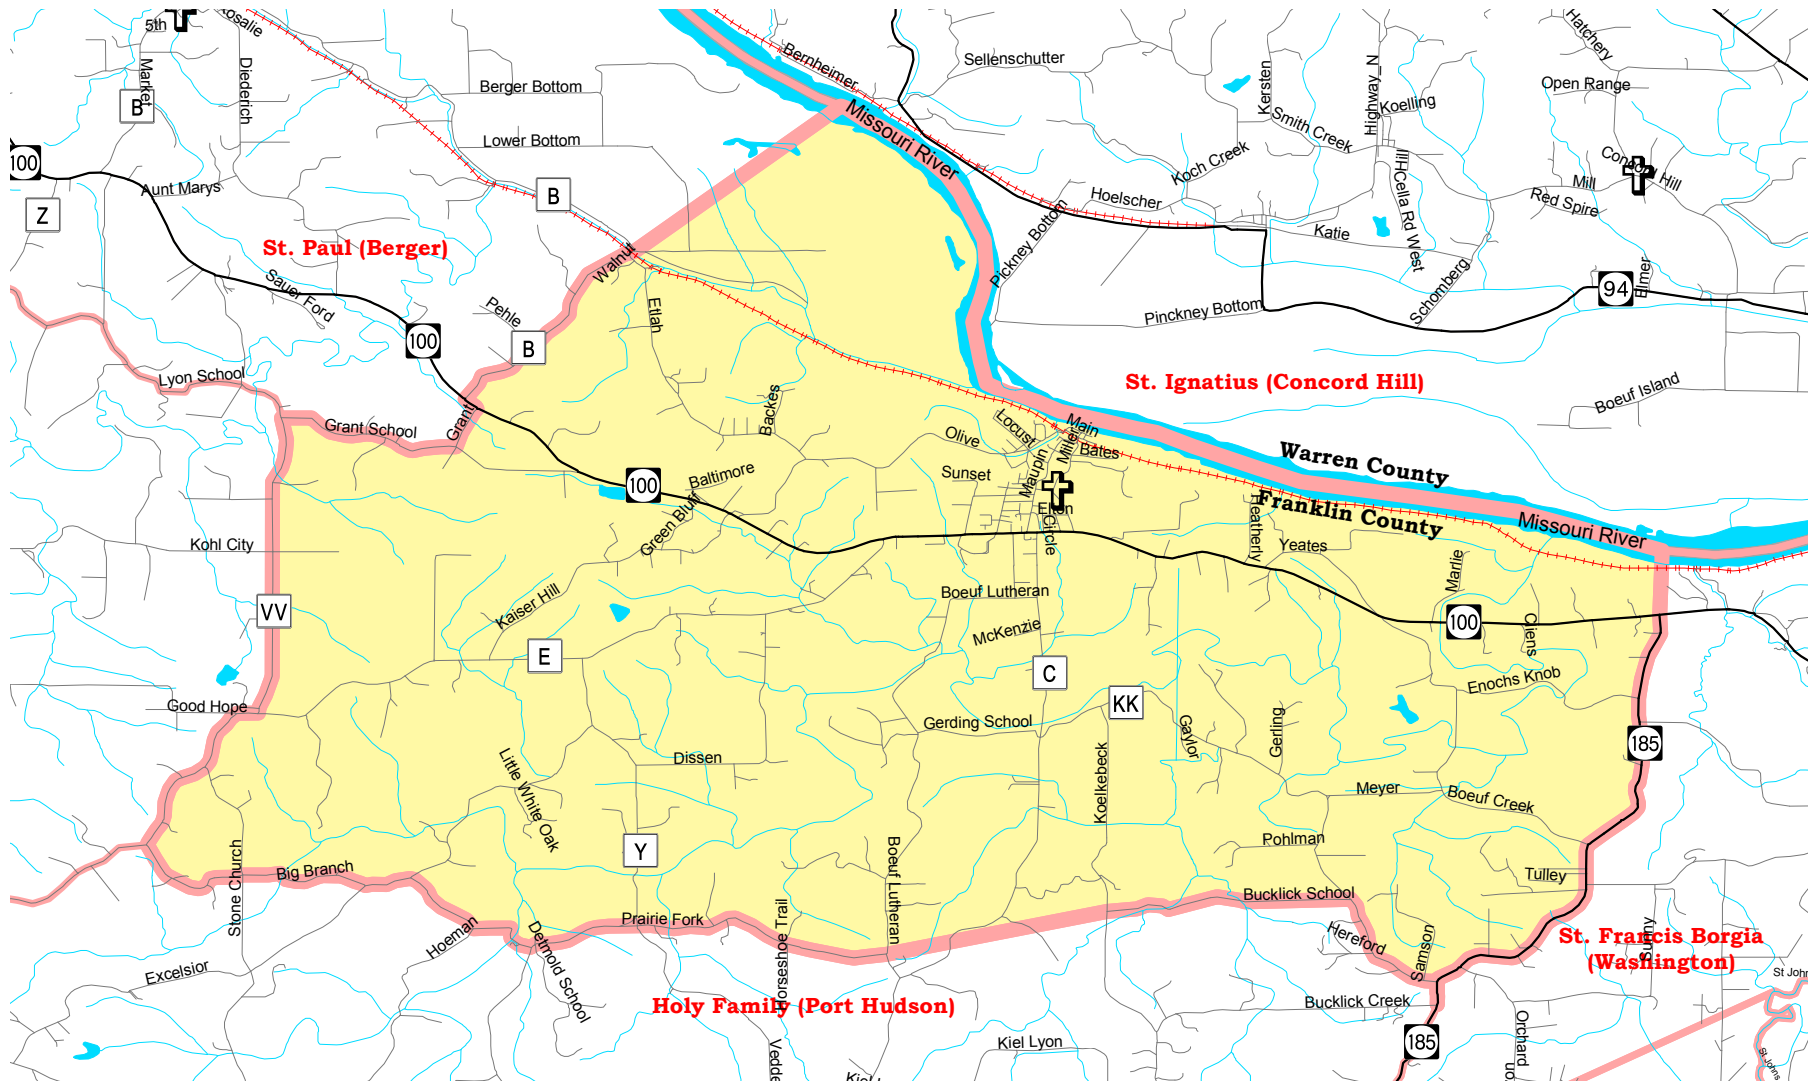 5th
Rosalie
Market
Diederich
B
100
Z
Aunt Marys
Berger Bottom
Lower Bottom
B
St. Paul (Berger)
Sauer Ford
Pehle
100
B
Walnut
Etlah
Lyon School
Grant School
Grant
Bernheimer
Missouri River
Sellenschutter
Kersten
Smith Creek
Highway_N
Koelling
Hatchery
Open Range
Concord Hill
Mill
Red Spire
Koch Creek
Hoelscher
Katie
Pickney Bottom
Pinckney Bottom
Schomberg
94
Elmer
St. Ignatius (Concord Hill)
Boeuf Island
Backes
Baltimore
Green Bluff
100
Olive
Locust
Main
Miller
Bates
Sunset
Maupin
Elton
Circle
Warren County
Franklin County
Missouri River
Heatherly
Yeates
Marlie
100
Enochs Knob
Kohl City
VV
Good Hope
Kaiser Hill
E
Boeuf Lutheran
McKenzie
C
KK
Gerding School
Gaylor
Gerling
185
Dissen
Little White Oak
Koelkebeck
Meyer
Boeuf Creek
Pohlman
Tulley
Y
Boeuf Lutheran
Stone Church
Big Branch
Prairie Fork
Bucklick School
Hereford
Samson
Hoeman
Detmold School
Horseshoe Trail
Excelsior
Holy Family (Port Hudson)
St. Francis Borgia
(Washington)
Sunny
Bucklick Creek
185
Orchard
Kiel Lyon
St Johns